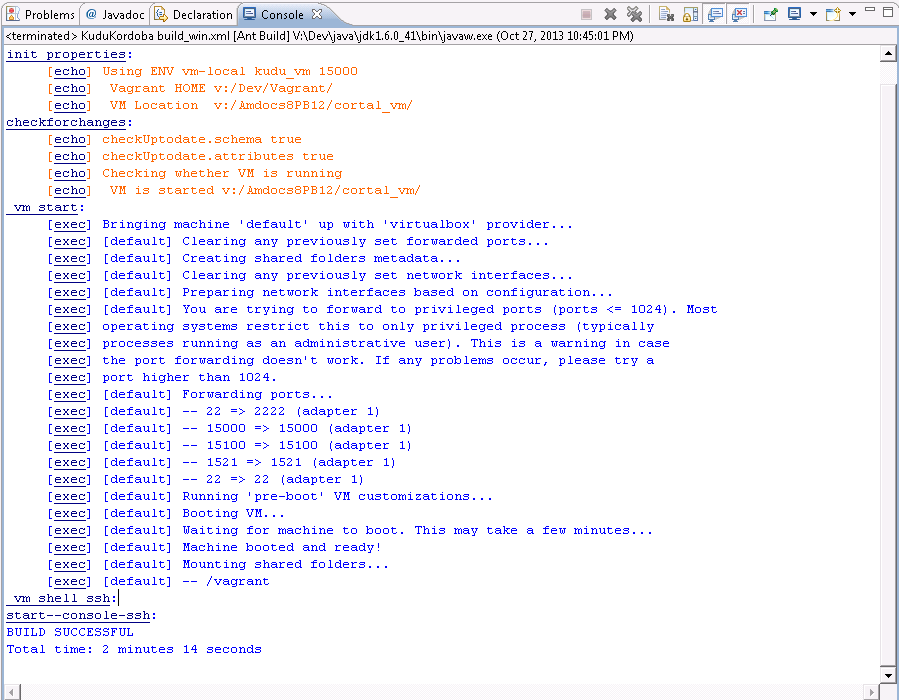 Problems @ Javadoc Declaration Console
<terminated> KuduKordoba build_win.xml [Ant Build] V:\Dev\java\jdk1.6.0_41\bin\javaw.exe (Oct 27, 2013 10:45:01 PM)
init properties:
[echo] Using ENV vm-local kudu_vm 15000
[echo]  Vagrant HOME v:/Dev/Vagrant/
[echo]  VM Location  v:/Amdocs8PB12/cortal_vm/
checkforchanges:
[echo] checkUptodate.schema true
[echo] checkUptodate.attributes true
[echo] Checking whether VM is running
[echo]  VM is started v:/Amdocs8PB12/cortal_vm/
_vm start:
[exec] Bringing machine 'default' up with 'virtualbox' provider...
[exec] [default] Clearing any previously set forwarded ports...
[exec] [default] Creating shared folders metadata...
[exec] [default] Clearing any previously set network interfaces...
[exec] [default] Preparing network interfaces based on configuration...
[exec] [default] You are trying to forward to privileged ports (ports <= 1024). Most
[exec] operating systems restrict this to only privileged process (typically
[exec] processes running as an administrative user). This is a warning in case
[exec] the port forwarding doesn't work. If any problems occur, please try a
[exec] port higher than 1024.
[exec] [default] Forwarding ports...
[exec] [default] -- 22 => 2222 (adapter 1)
[exec] [default] -- 15000 => 15000 (adapter 1)
[exec] [default] -- 15100 => 15100 (adapter 1)
[exec] [default] -- 1521 => 1521 (adapter 1)
[exec] [default] -- 22 => 22 (adapter 1)
[exec] [default] Running 'pre-boot' VM customizations...
[exec] [default] Booting VM...
[exec] [default] Waiting for machine to boot. This may take a few minutes...
[exec] [default] Machine booted and ready!
[exec] [default] Mounting shared folders...
[exec] [default] -- /vagrant
_vm shell ssh:
start--console-ssh:
BUILD SUCCESSFUL
Total time: 2 minutes 14 seconds